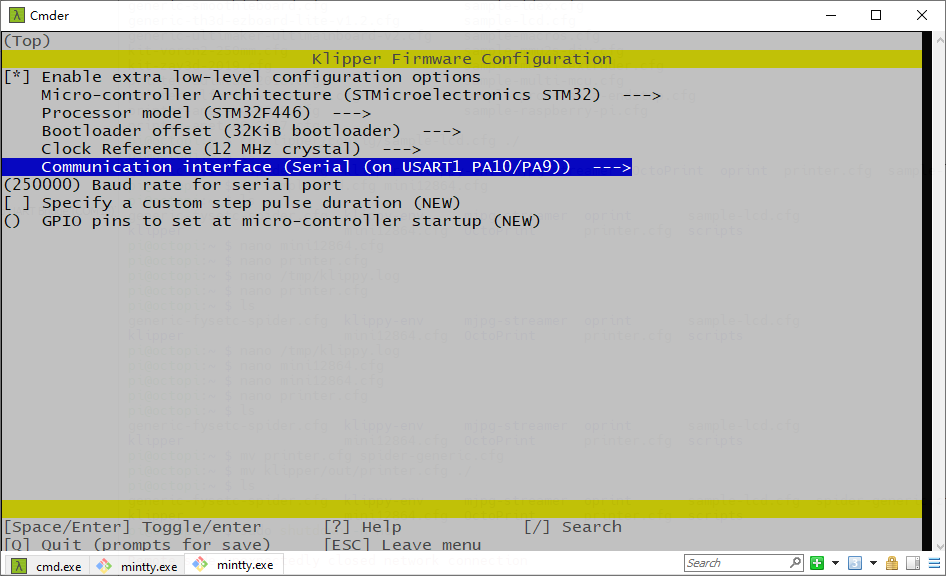 Cmder
(Top)
Klipper Firmware Configuration
[*] Enable extra low-level configuration options
Micro-controller Architecture (STMicroelectronics STM32)  --->
Processor model (STM32F446)  --->
Bootloader offset (32KiB bootloader)  --->
Clock Reference (12 MHz crystal)  --->
Communication interface (Serial (on USART1 PA10/PA9))  --->
(250000) Baud rate for serial port
[ ] Specify a custom step pulse duration (NEW)
()  GPIO pins to set at micro-controller startup (NEW)
[Space/Enter] Toggle/enter [?] Help [/] Search
[Q] Quit (prompts for save) [ESC] Leave menu
cmd.exe mintty.exe mintty.exe Search